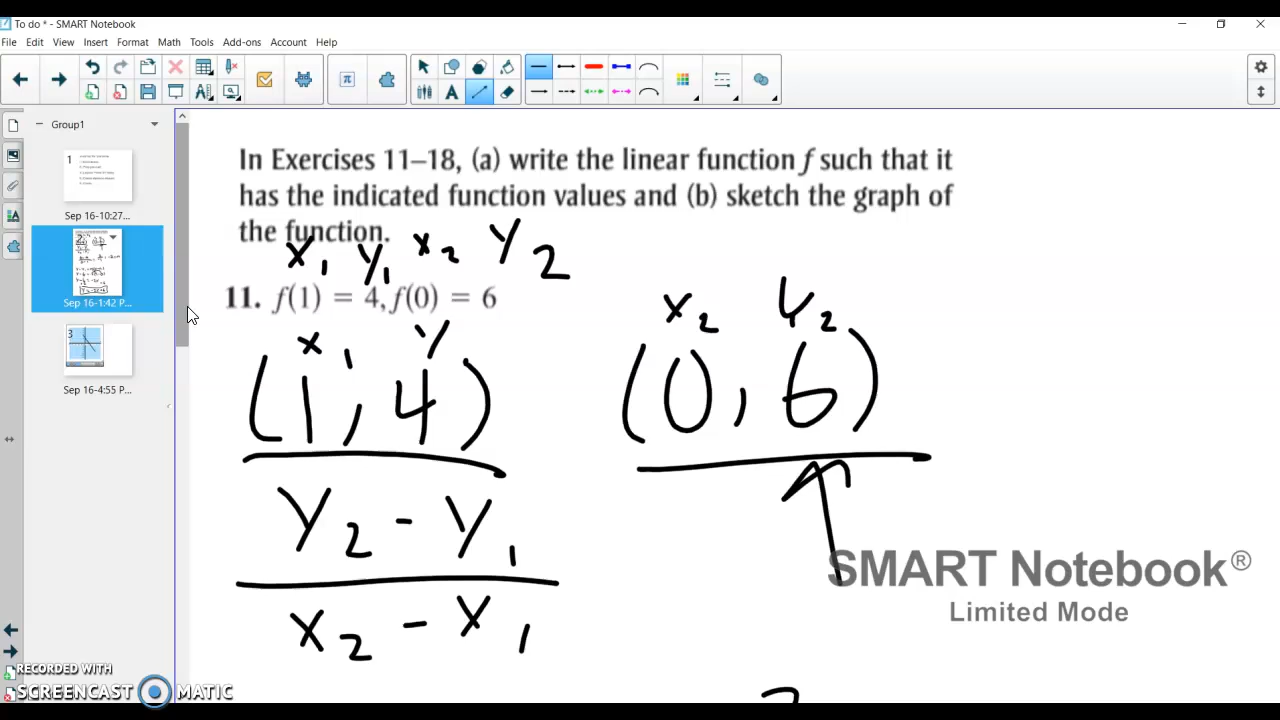 To do * - SMART Notebook
File Edit View Insert Format Math Tools Add-ons Account Help
Group1
1
Sep 16-10:27...
2
Sep 16-1:42 P...
3
Sep 16-4:55 P...
In Exercises 11–18, (a) write the linear function f such that it
has the indicated function values and (b) sketch the graph of
the function.
x1 y1 x2 y2
11. f(1) = 4, f(0) = 6
x1 y
(1, 4)
x2 y2
(0, 6)
y2 - y1
x2 - x1
SMART Notebook®
Limited Mode
RECORDED WITH
SCREENCAST MATIC